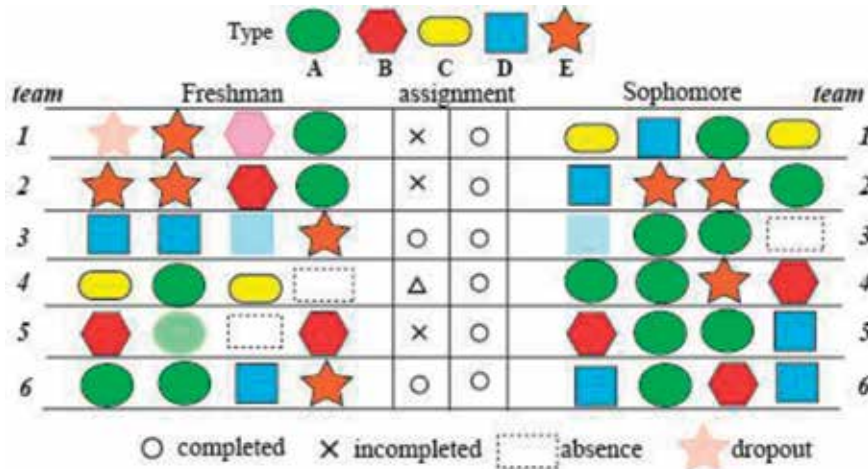 Type
A B C D E
team Freshman assignment Sophomore team
1 × ○ 1
2 × ○ 2
3 ○ ○ 3
4 △ ○ 4
5 × ○ 5
6 ○ ○ 6
○ completed × incompleted absence dropout